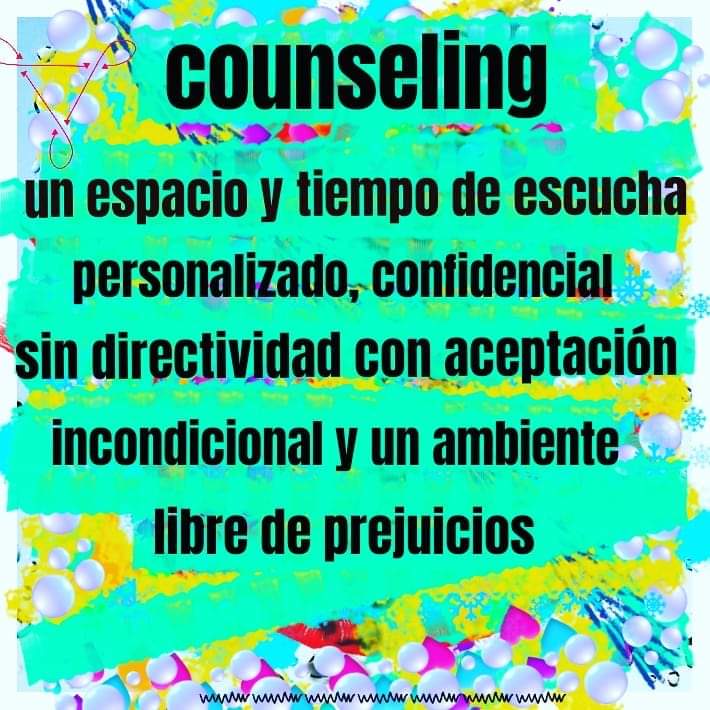 counseling
un espacio y tiempo de escucha
personalizado, confidencial
sin directividad con aceptación
incondicional y un ambiente
libre de prejuicios